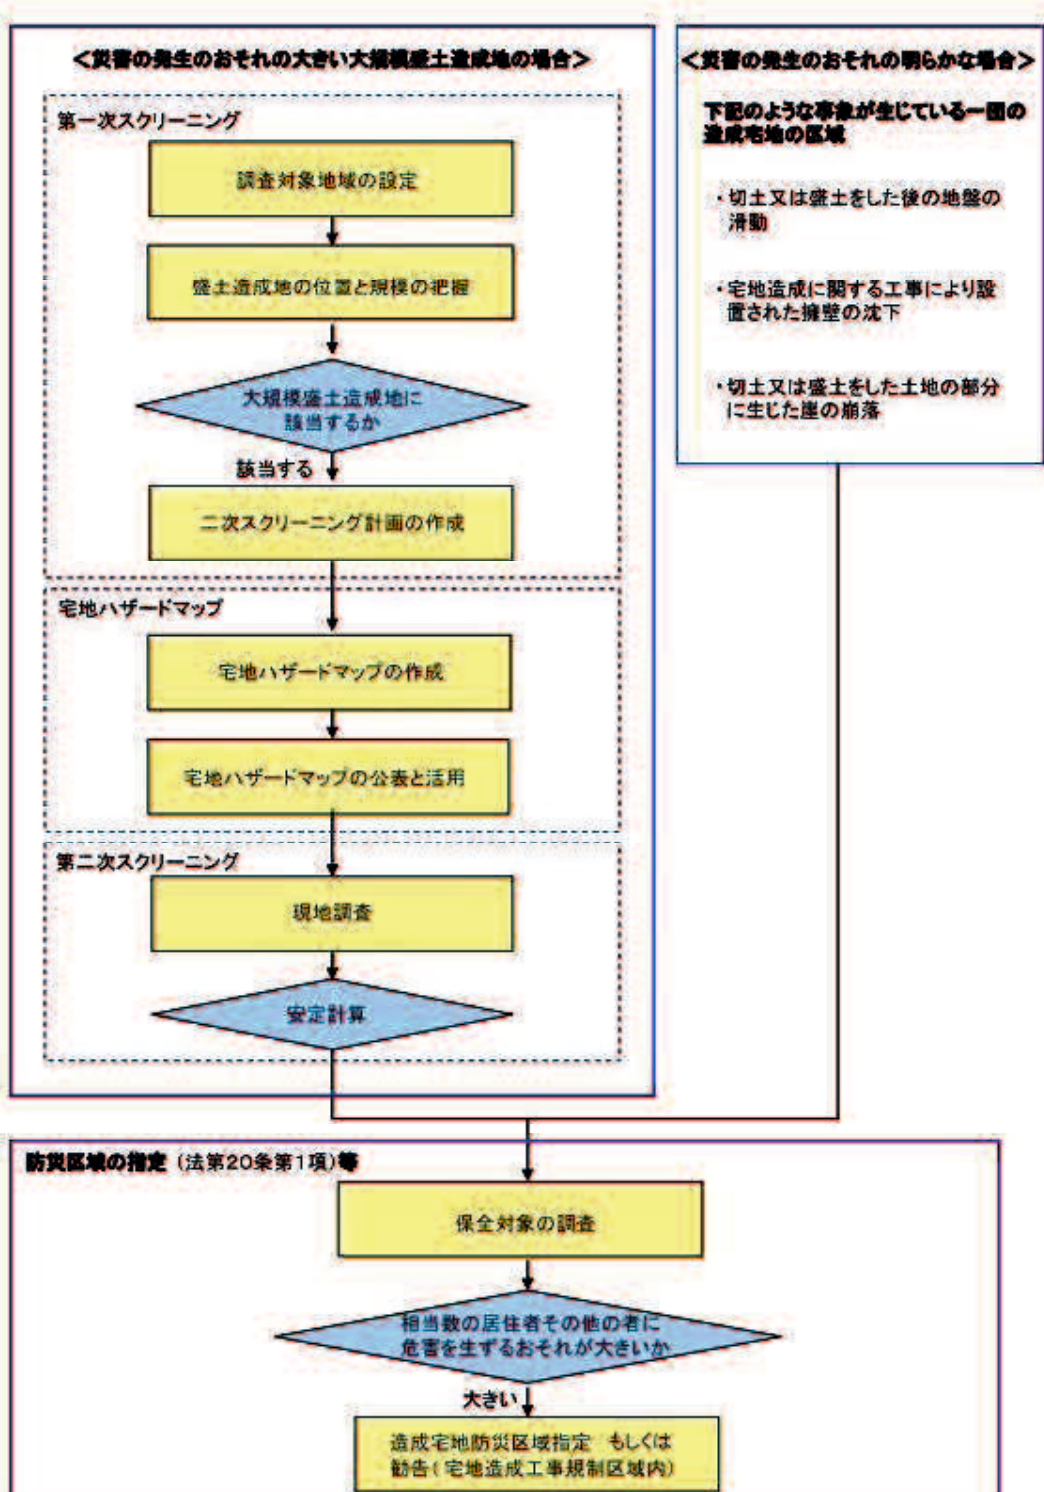 <災害の発生のおそれの大きい大規模盛土造成地の場合>
第一次スクリーニング
調査対象地域の設定
盛土造成地の位置と規模の把握
大規模盛土造成地に
該当するか
該当する
二次スクリーニング計画の作成
宅地ハザードマップ
宅地ハザードマップの作成
宅地ハザードマップの公表と活用
第二次スクリーニング
現地調査
安定計算
<災害の発生のおそれの明らかな場合>
下記のような事象が生じている一団の
造成宅地の区域
・切土又は盛土をした後の地盤の
滑動
・宅地造成に関する工事により設
置された擁壁の沈下
・切土又は盛土をした土地の部分
に生じた崖の崩落
防災区域の指定 (法第20条第1項)等
保全対象の調査
相当数の居住者その他の者に
危害を生ずるおそれが大きいか
大きい
造成宅地防災区域指定 もしくは
勧告(宅地造成工事規制区域内)